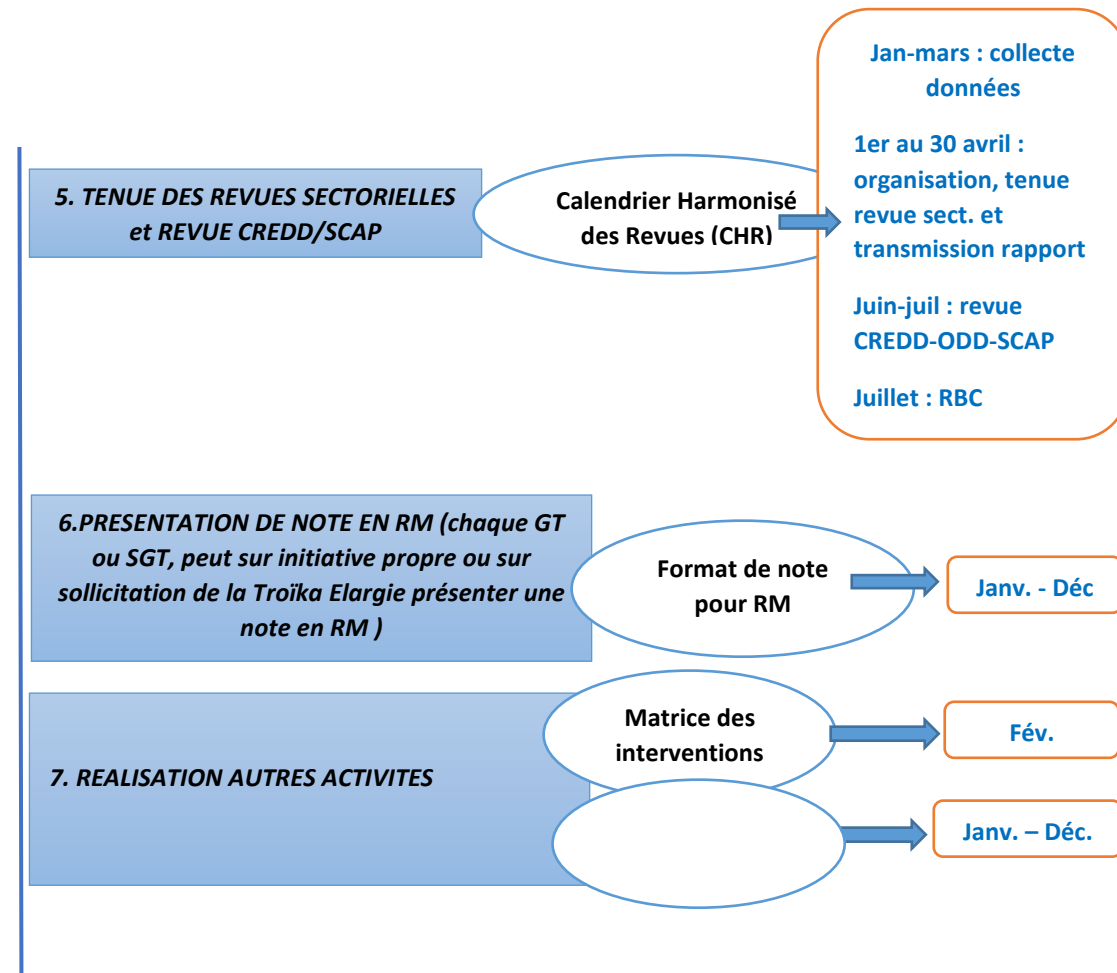 5. TENUE DES REVUES SECTORIELLES
et REVUE CREDD/SCAP
Calendrier Harmonisé
des Revues (CHR)
Jan-mars : collecte
données
1er au 30 avril :
organisation, tenue
revue sect. et
transmission rapport
Juin-juil : revue
CREDD-ODD-SCAP
Juillet : RBC
6.PRESENTATION DE NOTE EN RM (chaque GT
ou SGT, peut sur initiative propre ou sur
sollicitation de la Troïka Elargie présenter une
note en RM )
Format de note
pour RM
Janv. - Déc
7. REALISATION AUTRES ACTIVITES
Matrice des
interventions
Fév.
Janv. – Déc.